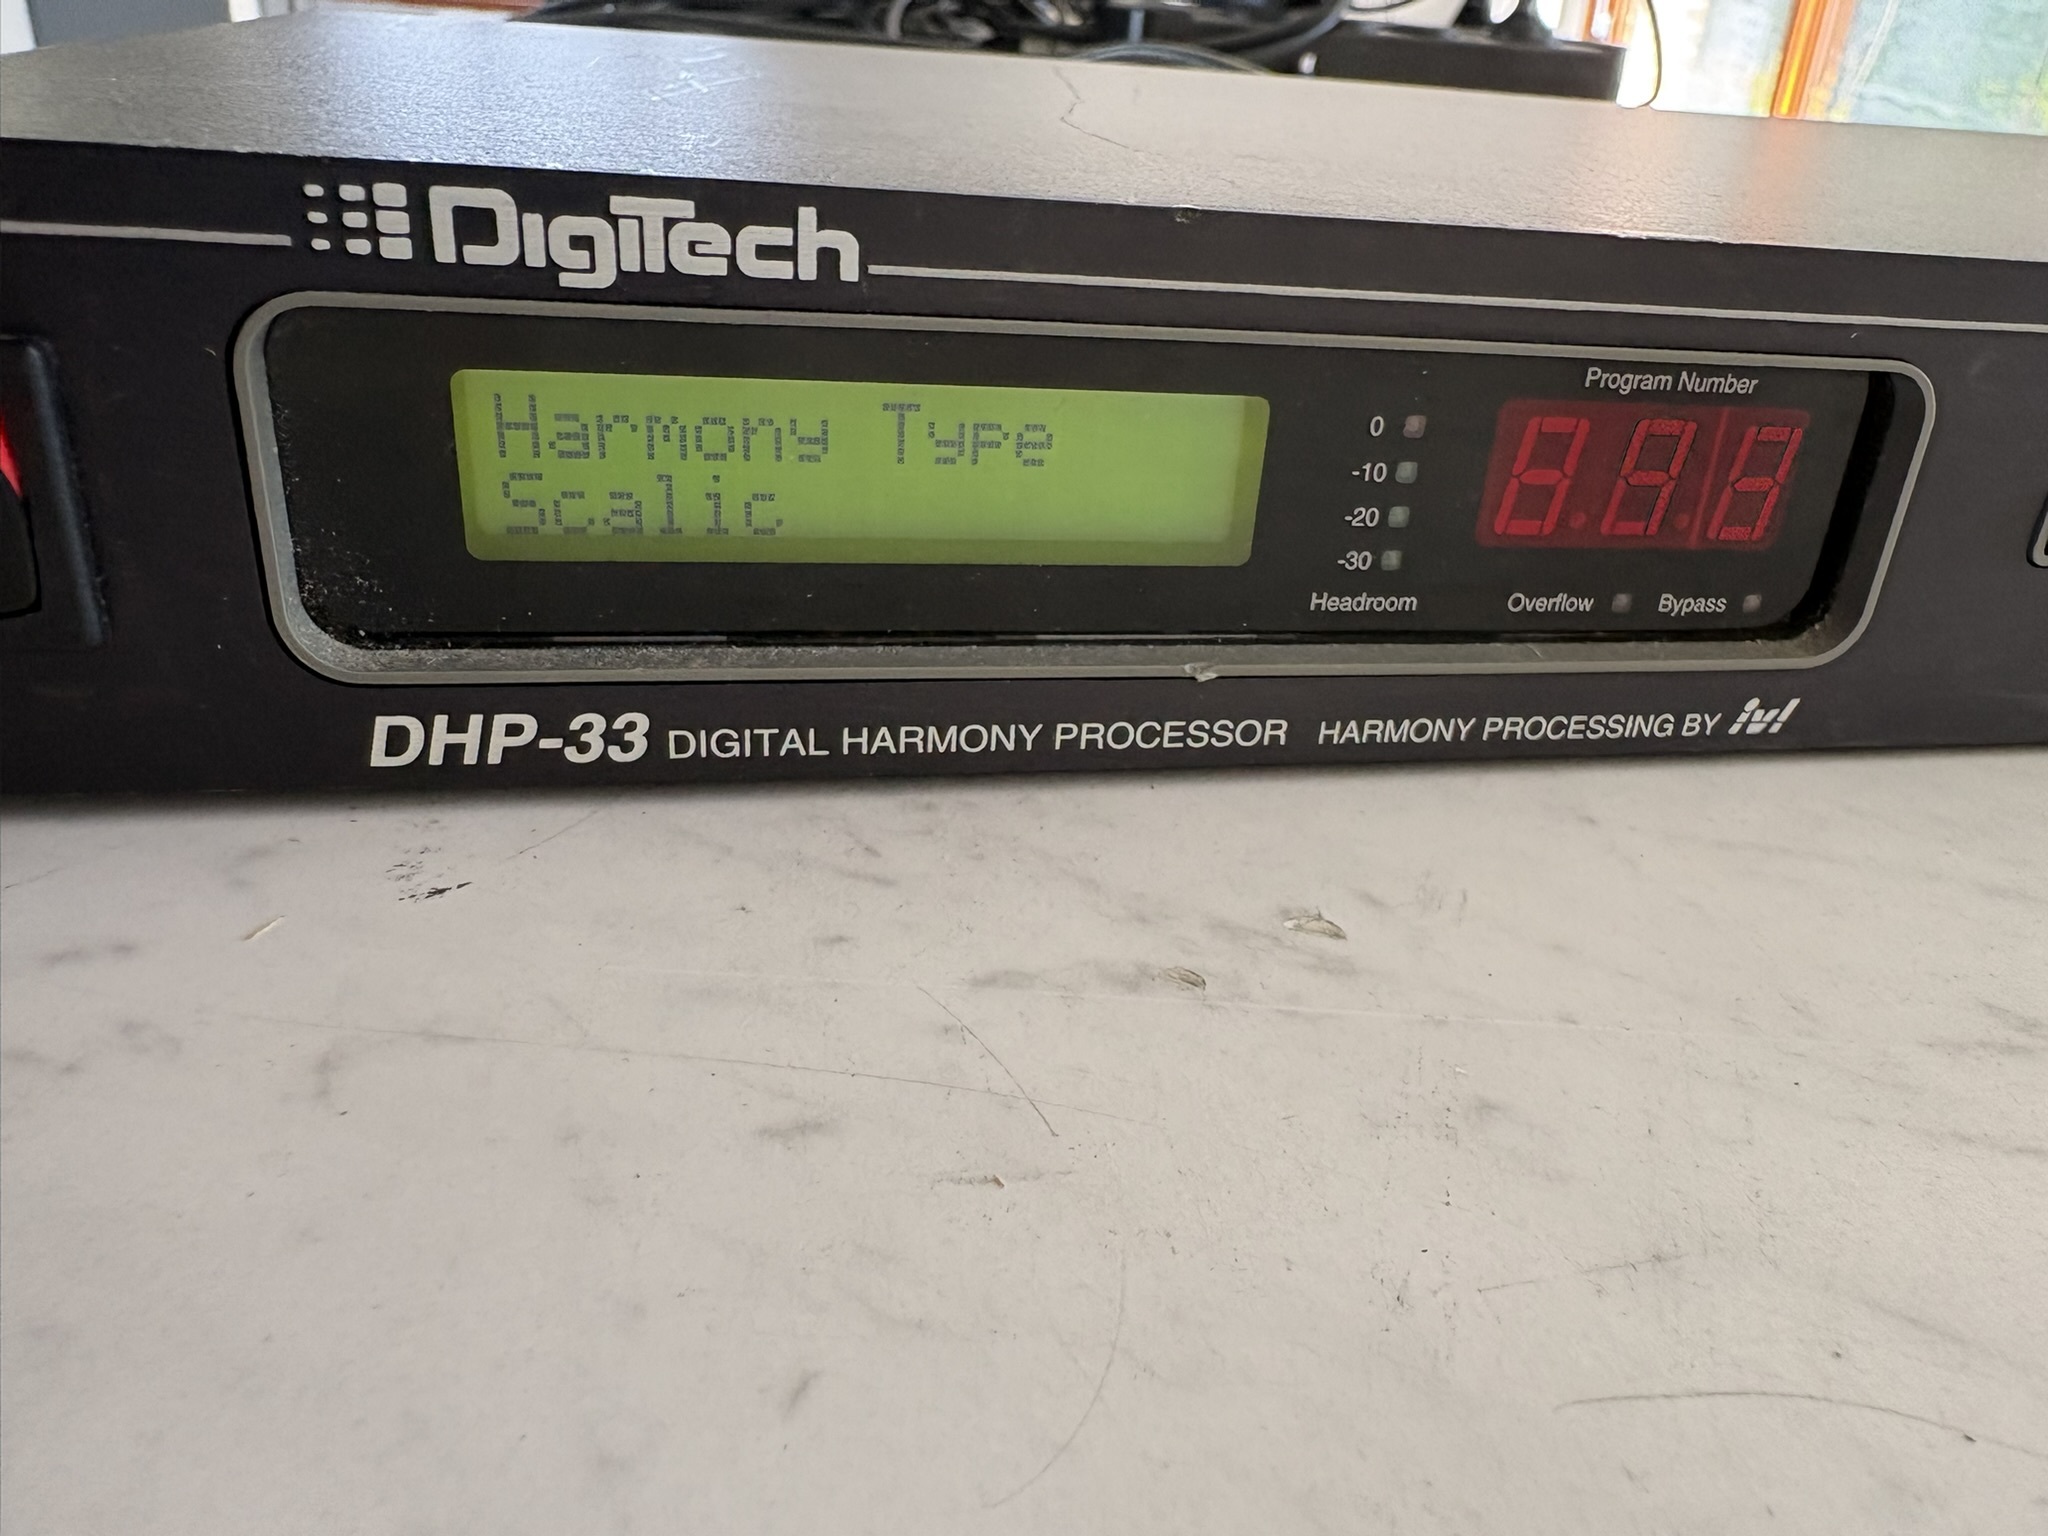 DigiTech
Harmony Type
Scalic
Program Number
0
-10
-20
-30
Headroom
Overflow
Bypass
DHP-33 DIGITAL HARMONY PROCESSOR HARMONY PROCESSING BY ivl